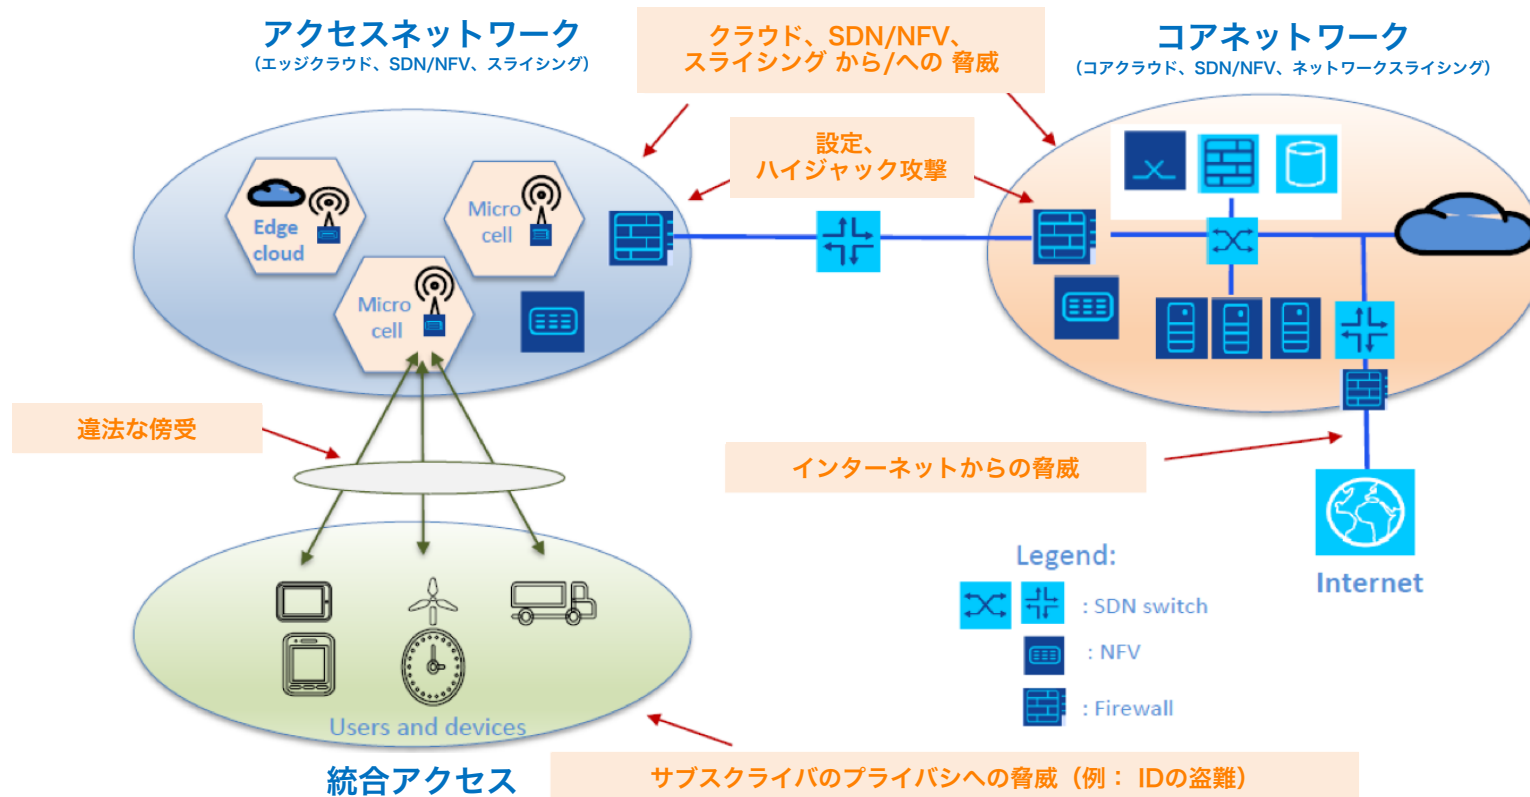 アクセスネットワーク
（エッジクラウド、SDN/NFV、スライシング）
クラウド、SDN/NFV、
スライシング から/への 脅威
コアネットワーク
（コアクラウド、SDN/NFV、ネットワークスライシング）
設定、
ハイジャック攻撃
Edge
cloud
Micro
cell
Micro
cell
違法な傍受
インターネットからの脅威
Internet
Legend:
: SDN switch
: NFV
: Firewall
Users and devices
統合アクセス
サブスクライバのプライバシへの脅威（例： IDの盗難）